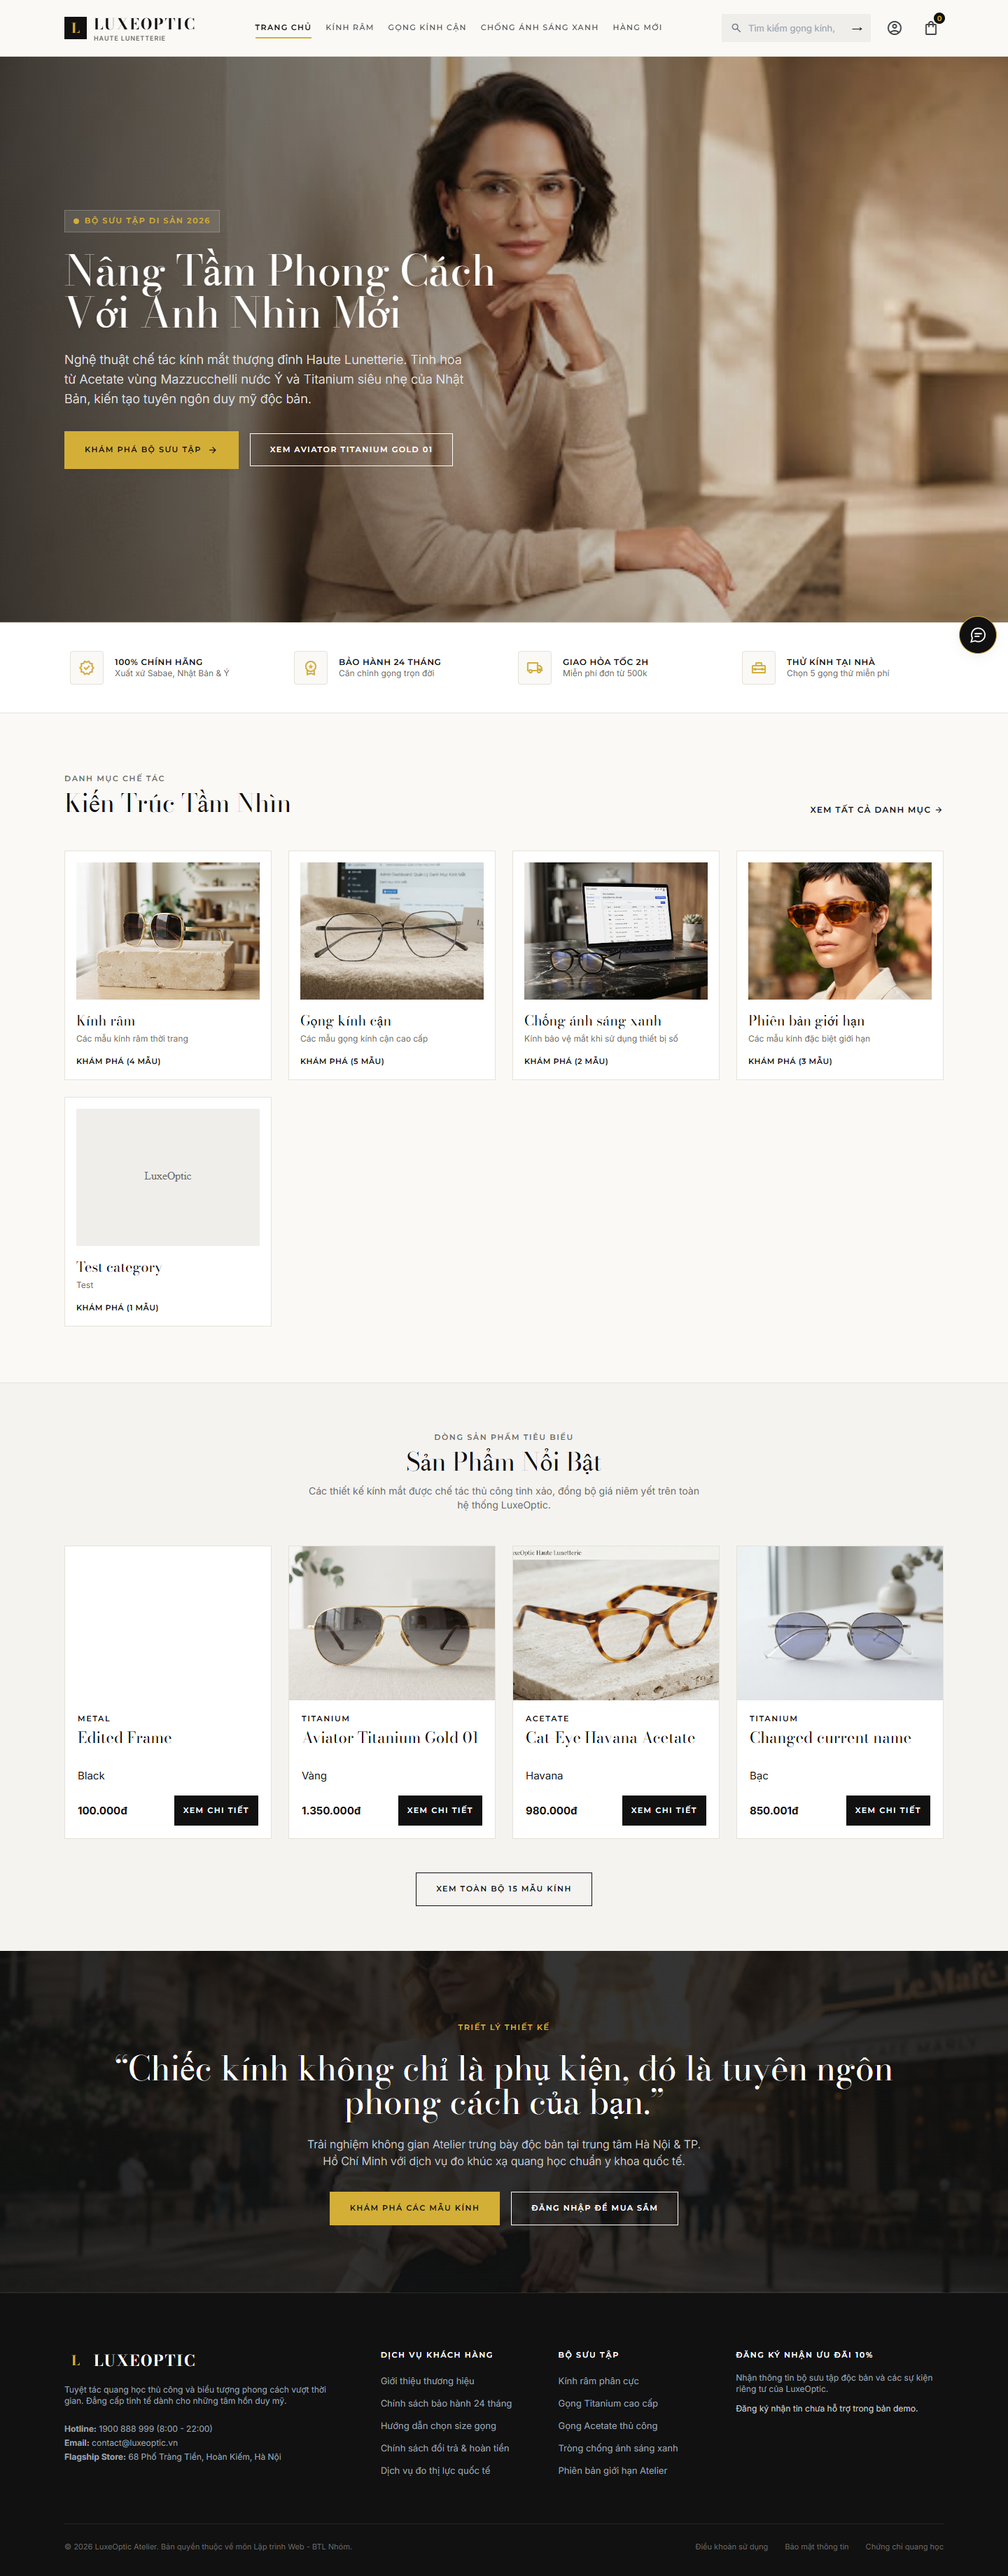 L LUXEOPTIC
HAUTE LUNETTERIE
TRANG CHỦ KÍNH RÂM GỌNG KÍNH CẬN CHỐNG ÁNH SÁNG XANH HÀNG MỚI
Tìm kiếm gọng kính, →
0
BỘ SƯU TẬP DI SẢN 2026
Nâng Tầm Phong Cách
Với Ánh Nhìn Mới
Nghệ thuật chế tác kính mắt thượng đỉnh Haute Lunetterie. Tinh hoa
từ Acetate vùng Mazzucchelli nước Ý và Titanium siêu nhẹ của Nhật
Bản, kiến tạo tuyên ngôn duy mỹ độc bản.
KHÁM PHÁ BỘ SƯU TẬP →
XEM AVIATOR TITANIUM GOLD 01
100% CHÍNH HÃNG
Xuất xứ Sabae, Nhật Bản & Ý
BẢO HÀNH 24 THÁNG
Cân chỉnh gọng trọn đời
GIAO HỎA TỐC 2H
Miễn phí đơn từ 500k
THỬ KÍNH TẠI NHÀ
Chọn 5 gọng thử miễn phí
DANH MỤC CHẾ TÁC
Kiến Trúc Tầm Nhìn
XEM TẤT CẢ DANH MỤC →
Kính râm
Các mẫu kính râm thời trang
KHÁM PHÁ (4 MẪU)
Gọng kính cận
Các mẫu gọng kính cận cao cấp
KHÁM PHÁ (5 MẪU)
Chống ánh sáng xanh
Kính bảo vệ mắt khi sử dụng thiết bị số
KHÁM PHÁ (2 MẪU)
Phiên bản giới hạn
Các mẫu kính đặc biệt giới hạn
KHÁM PHÁ (3 MẪU)
LuxeOptic
Test category
Test
KHÁM PHÁ (1 MẪU)
DÒNG SẢN PHẨM TIÊU BIỂU
Sản Phẩm Nổi Bật
Các thiết kế kính mắt được chế tác thủ công tinh xảo, đồng bộ giá niêm yết trên toàn
hệ thống LuxeOptic.
METAL
Edited Frame
Black
100.000đ
XEM CHI TIẾT
TITANIUM
Aviator Titanium Gold 01
Vàng
1.350.000đ
XEM CHI TIẾT
xeOptic Haute Lunetterie
ACETATE
Cat-Eye Havana Acetate
Havana
980.000đ
XEM CHI TIẾT
TITANIUM
Changed current name
Bạc
850.001đ
XEM CHI TIẾT
XEM TOÀN BỘ 15 MẪU KÍNH
Le Mafé
TRIẾT LÝ THIẾT KẾ
“Chiếc kính không chỉ là phụ kiện, đó là tuyên ngôn
phong cách của bạn.”
Trải nghiệm không gian Atelier trưng bày độc bản tại trung tâm Hà Nội & TP.
Hồ Chí Minh với dịch vụ đo khúc xạ quang học chuẩn y khoa quốc tế.
KHÁM PHÁ CÁC MẪU KÍNH
ĐĂNG NHẬP ĐỂ MUA SẮM
L LUXEOPTIC
Tuyệt tác quang học thủ công và biểu tượng phong cách vượt thời
gian. Đẳng cấp tinh tế dành cho những tâm hồn duy mỹ.
Hotline: 1900 888 999 (8:00 - 22:00)
Email: contact@luxeoptic.vn
Flagship Store: 68 Phố Tràng Tiền, Hoàn Kiếm, Hà Nội
DỊCH VỤ KHÁCH HÀNG
Giới thiệu thương hiệu
Chính sách bảo hành 24 tháng
Hướng dẫn chọn size gọng
Chính sách đổi trả & hoàn tiền
Dịch vụ đo thị lực quốc tế
BỘ SƯU TẬP
Kính râm phân cực
Gọng Titanium cao cấp
Gọng Acetate thủ công
Tròng chống ánh sáng xanh
Phiên bản giới hạn Atelier
ĐĂNG KÝ NHẬN ƯU ĐÃI 10%
Nhận thông tin bộ sưu tập độc bản và các sự kiện
riêng tư của LuxeOptic.
Đăng ký nhận tin chưa hỗ trợ trong bản demo.
© 2026 LuxeOptic Atelier. Bản quyền thuộc về môn Lập trình Web - BTL Nhóm.
Điều khoản sử dụng Bảo mật thông tin Chứng chỉ quang học